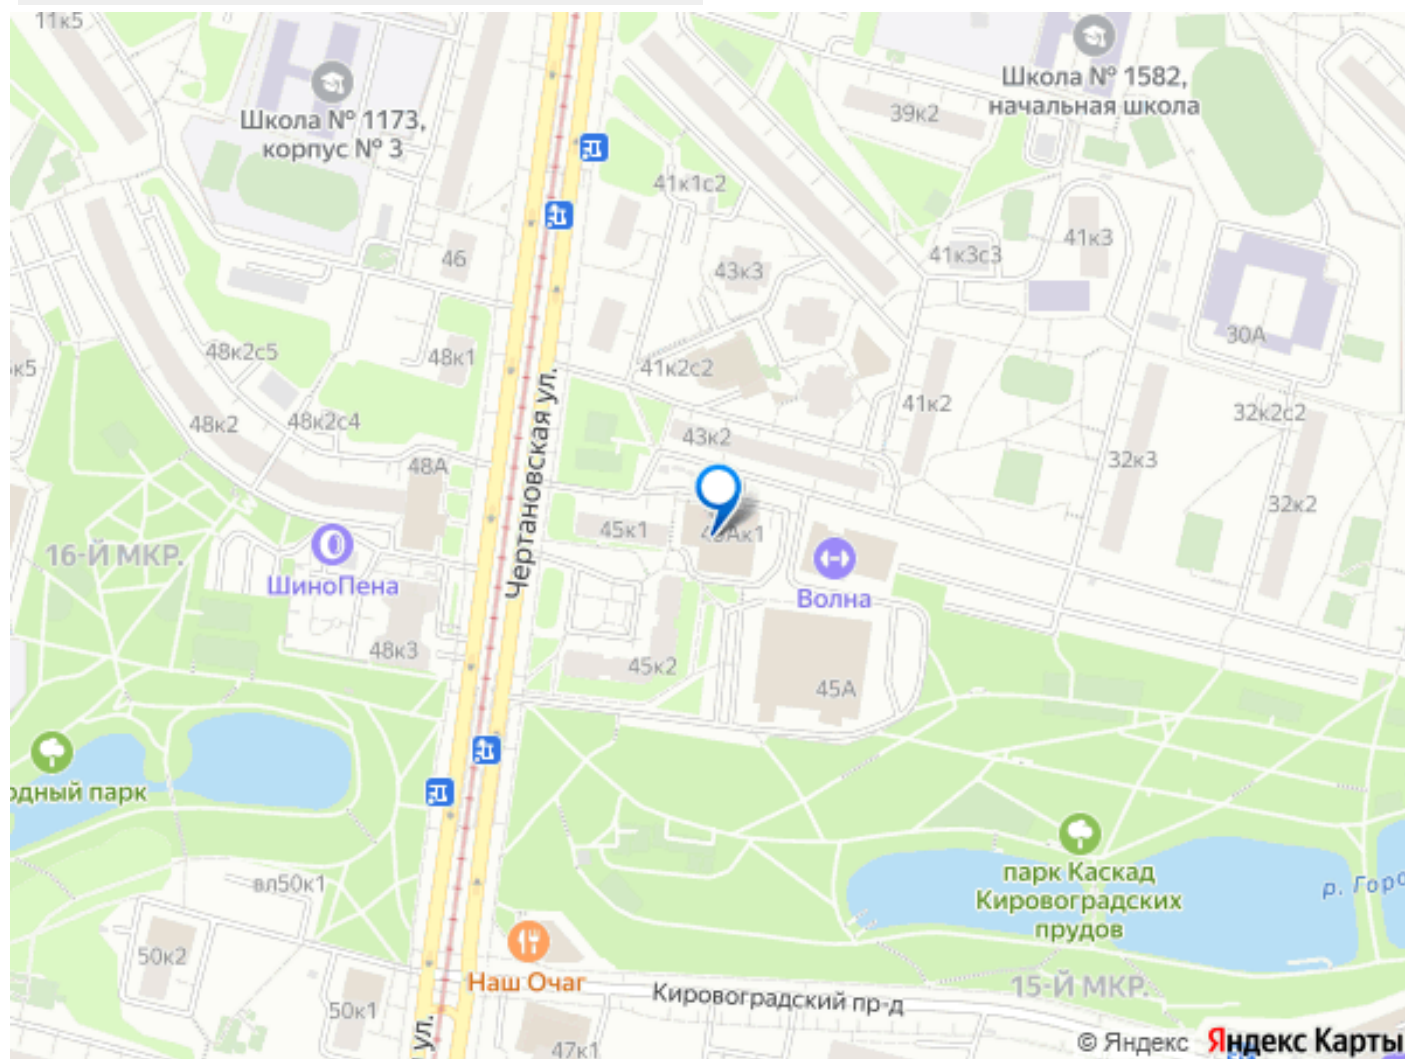 11к5
Школа № 1173,
корпус № 3
Школа № 1582,
начальная школа
39к2
41к1с2
46
43к3
41к3с3
41к3
30А
48к2с5
48к1
41к2с2
41к2
32к2с2
48к2
48к2с4
43к2
48А
32к3
32к2
Чертановская ул.
45к1
16-Й МКР.
ШиноПена
Волна
48к3
45к2
45А
одный парк
парк Каскад
Кировоградских
прудов
р. Горо
вл50к1
50к2
Наш Очаг
Кировоградский пр-д
15-Й МКР.
50к1
ул.
47к1
© Яндекс Яндекс Карты